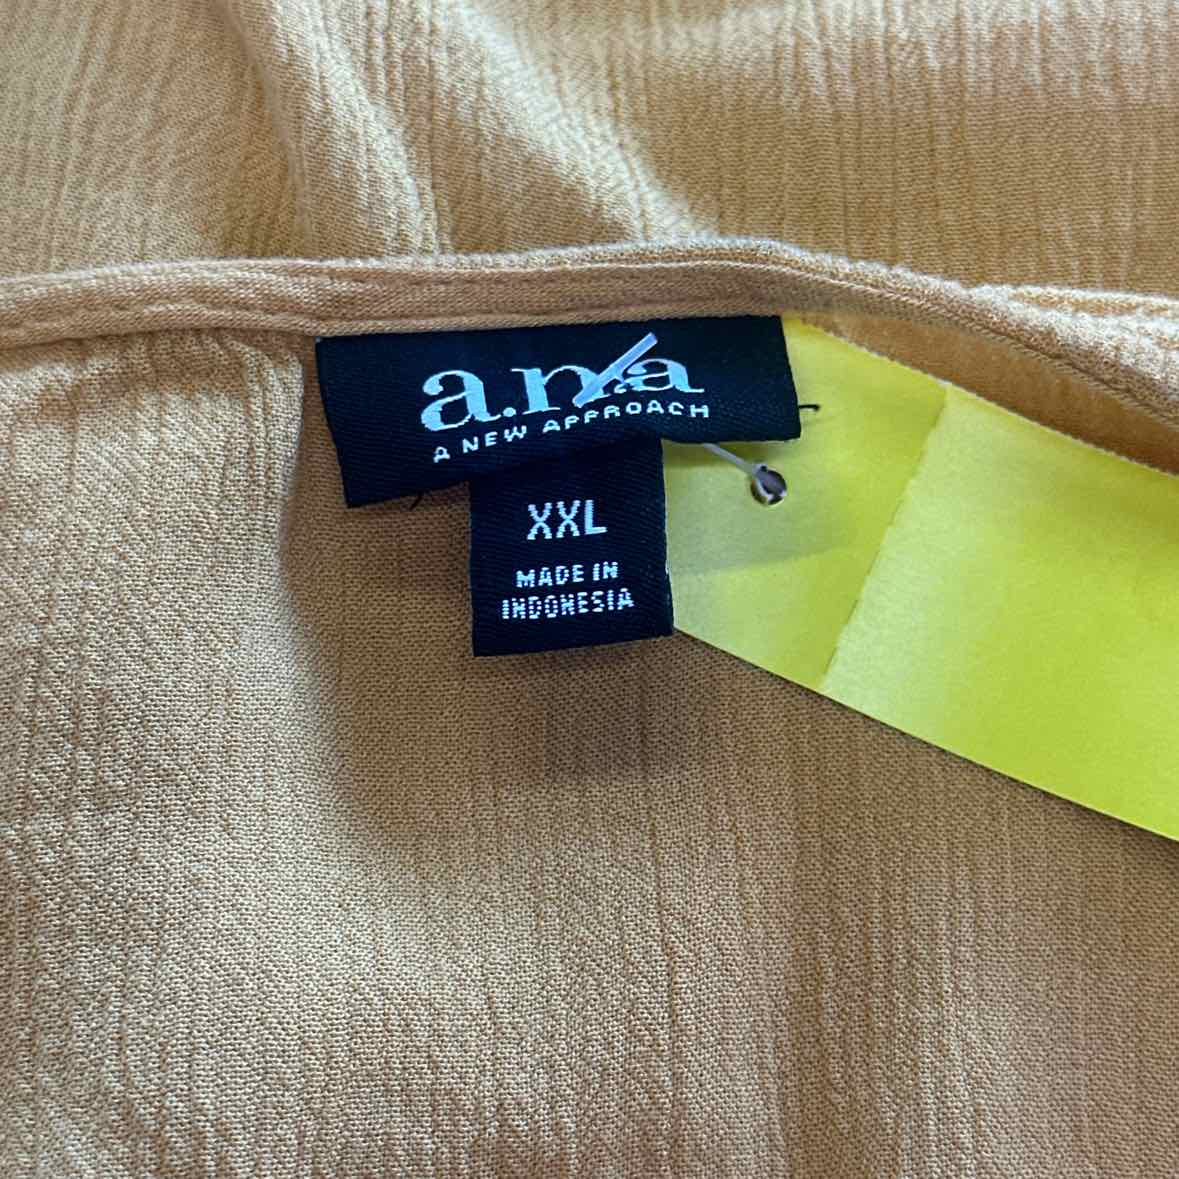 a.n.a
A NEW APPROACH
XXL
MADE IN
INDONESIA